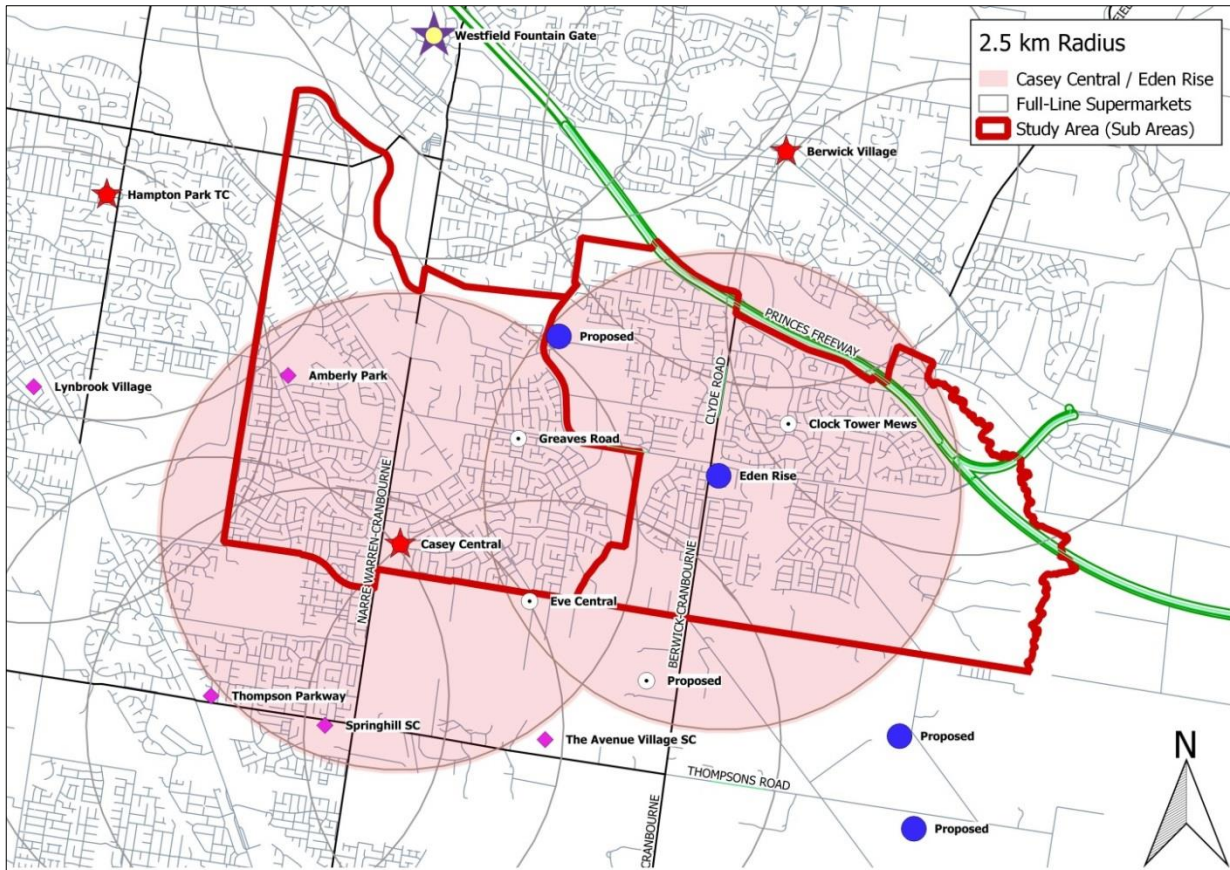 Westfield Fountain Gate
2.5 km Radius
Casey Central / Eden Rise
Full-Line Supermarkets
Study Area (Sub Areas)
Berwick Village
Hampton Park TC
PRINCES FREEWAY
Proposed
Amberly Park
Lynbrook Village
CLYDE ROAD
Clock Tower Mews
Greaves Road
Eden Rise
NARRE WARREN-CRANBOURNE
Casey Central
BERWICK-CRANBOURNE
Eve Central
Proposed
Thompson Parkway
Springhill SC
The Avenue Village SC
Proposed
THOMPSONS ROAD
N
Proposed
CRANBOURNE